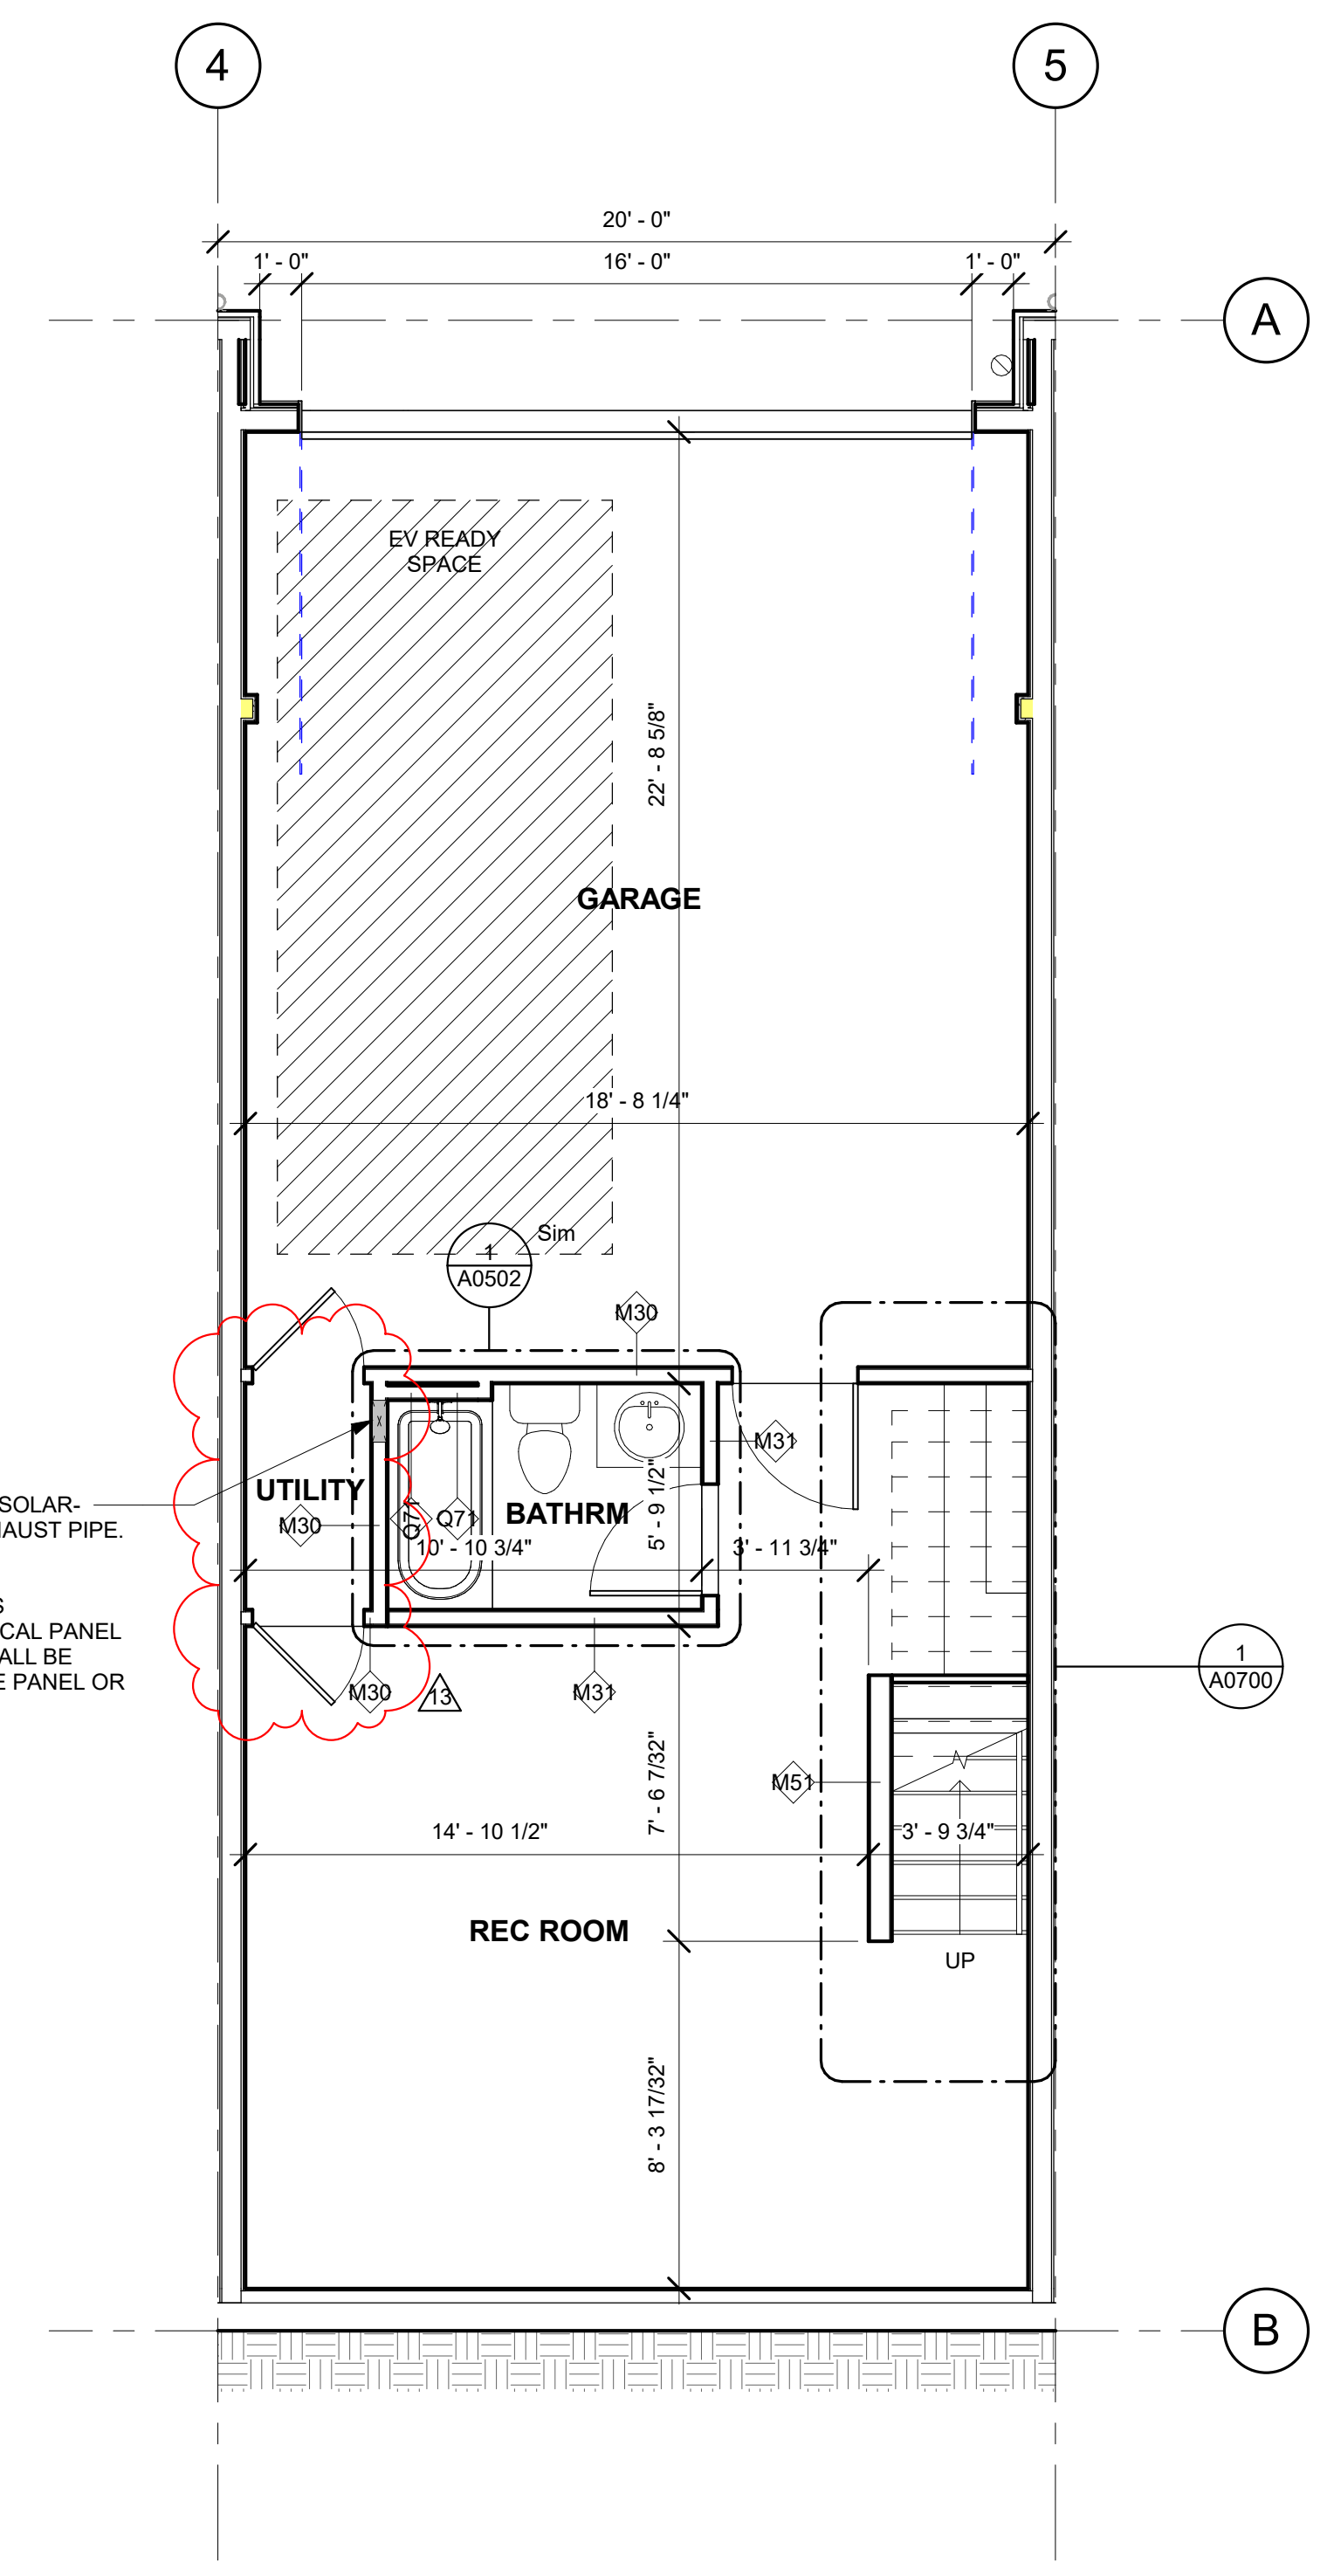 4
5
20' - 0"
1' - 0"
16' - 0"
1' - 0"
A
EV READY
SPACE
22' - 8 5/8"
GARAGE
18' - 8 1/4"
Sim
1
A0502
M30
M31
SOLAR-
HAUST PIPE.
UTILITY
M30
Q71
Q71
BATHRM
5' - 9 1/2"
10' - 10 3/4"
3' - 11 3/4"
S
CAL PANEL
ALL BE
E PANEL OR
1
A0700
M30
13
M31
M51
7' - 6 7/32"
14' - 10 1/2"
3' - 9 3/4"
REC ROOM
UP
8' - 3 17/32"
B